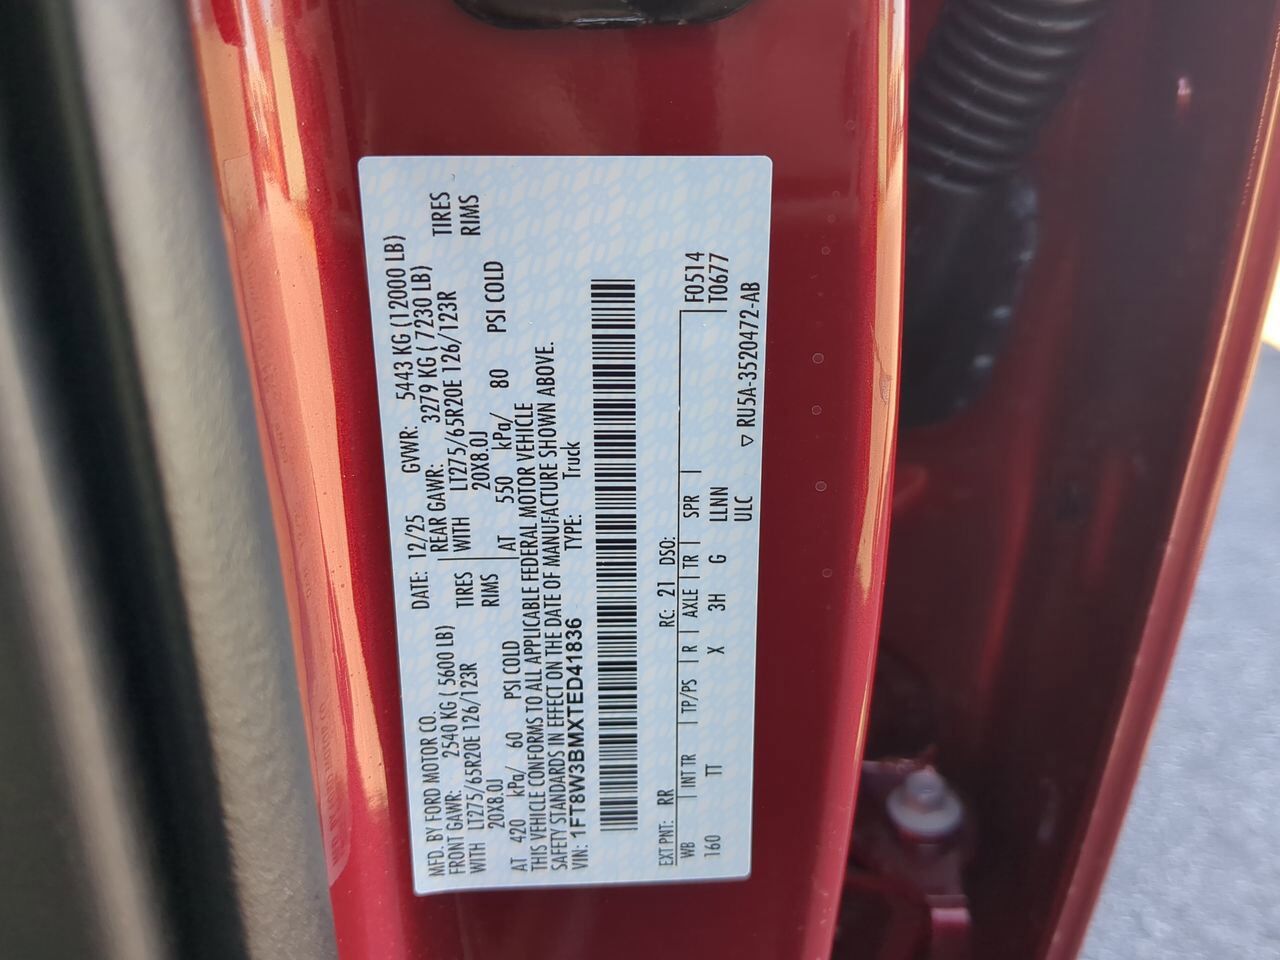 MFD. BY FORD MOTOR CO. DATE: 12/25 GVWR: 5443 KG (12000 LB)
FRONT GAWR: 2540 KG ( 5600 LB) REAR GAWR: 3279 KG ( 7230 LB)
WITH LT275/65R20E 126/123R TIRES WITH LT275/65R20E 126/123R TIRES
20X8.0J RIMS 20X8.0J RIMS
AT 420 kPa/ 60 PSI COLD AT 550 kPa/ 80 PSI COLD
THIS VEHICLE CONFORMS TO ALL APPLICABLE FEDERAL MOTOR VEHICLE
SAFETY STANDARDS IN EFFECT ON THE DATE OF MANUFACTURE SHOWN ABOVE.
VIN: 1FT8W3BMXTED41836 TYPE: Truck
EXT PNT: RR RC: 21 DSO: F0514
WB INT TR TP/PS R AXLE TR SPR T0677
160 TT X 3H G LLNN
ULC ▽ RU5A-3520472-AB